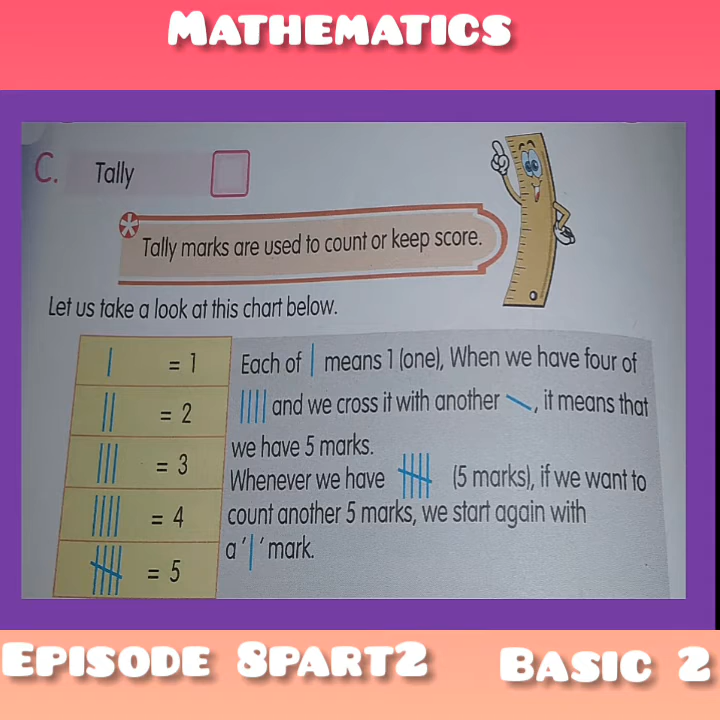 MATHEMATICS
C. Tally
* Tally marks are used to count or keep score.
Let us take a look at this chart below.
| = 1
|| = 2
||| = 3
|||| = 4
= 5
Each of | means 1 (one), When we have four of
|||| and we cross it with another \, it means that
we have 5 marks.
Whenever we have (5 marks), if we want to
count another 5 marks, we start again with
a '|' mark.
EPISODE 8PART2 BASIC 2